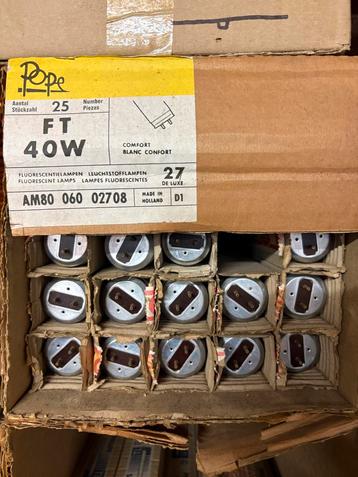 Pope
Aantal
Stückzahl 25 Number
Piezas
FT
40W
COMFORT
BLANC CONFORT
FLUORESCENTIELAMPEN LEUCHTSTOFFLAMPEN
FLUORESCENT LAMPS LAMPES FLUORESCENTES
27
DE LUXE
AM80 060 02708
MADE IN
HOLLAND
D1